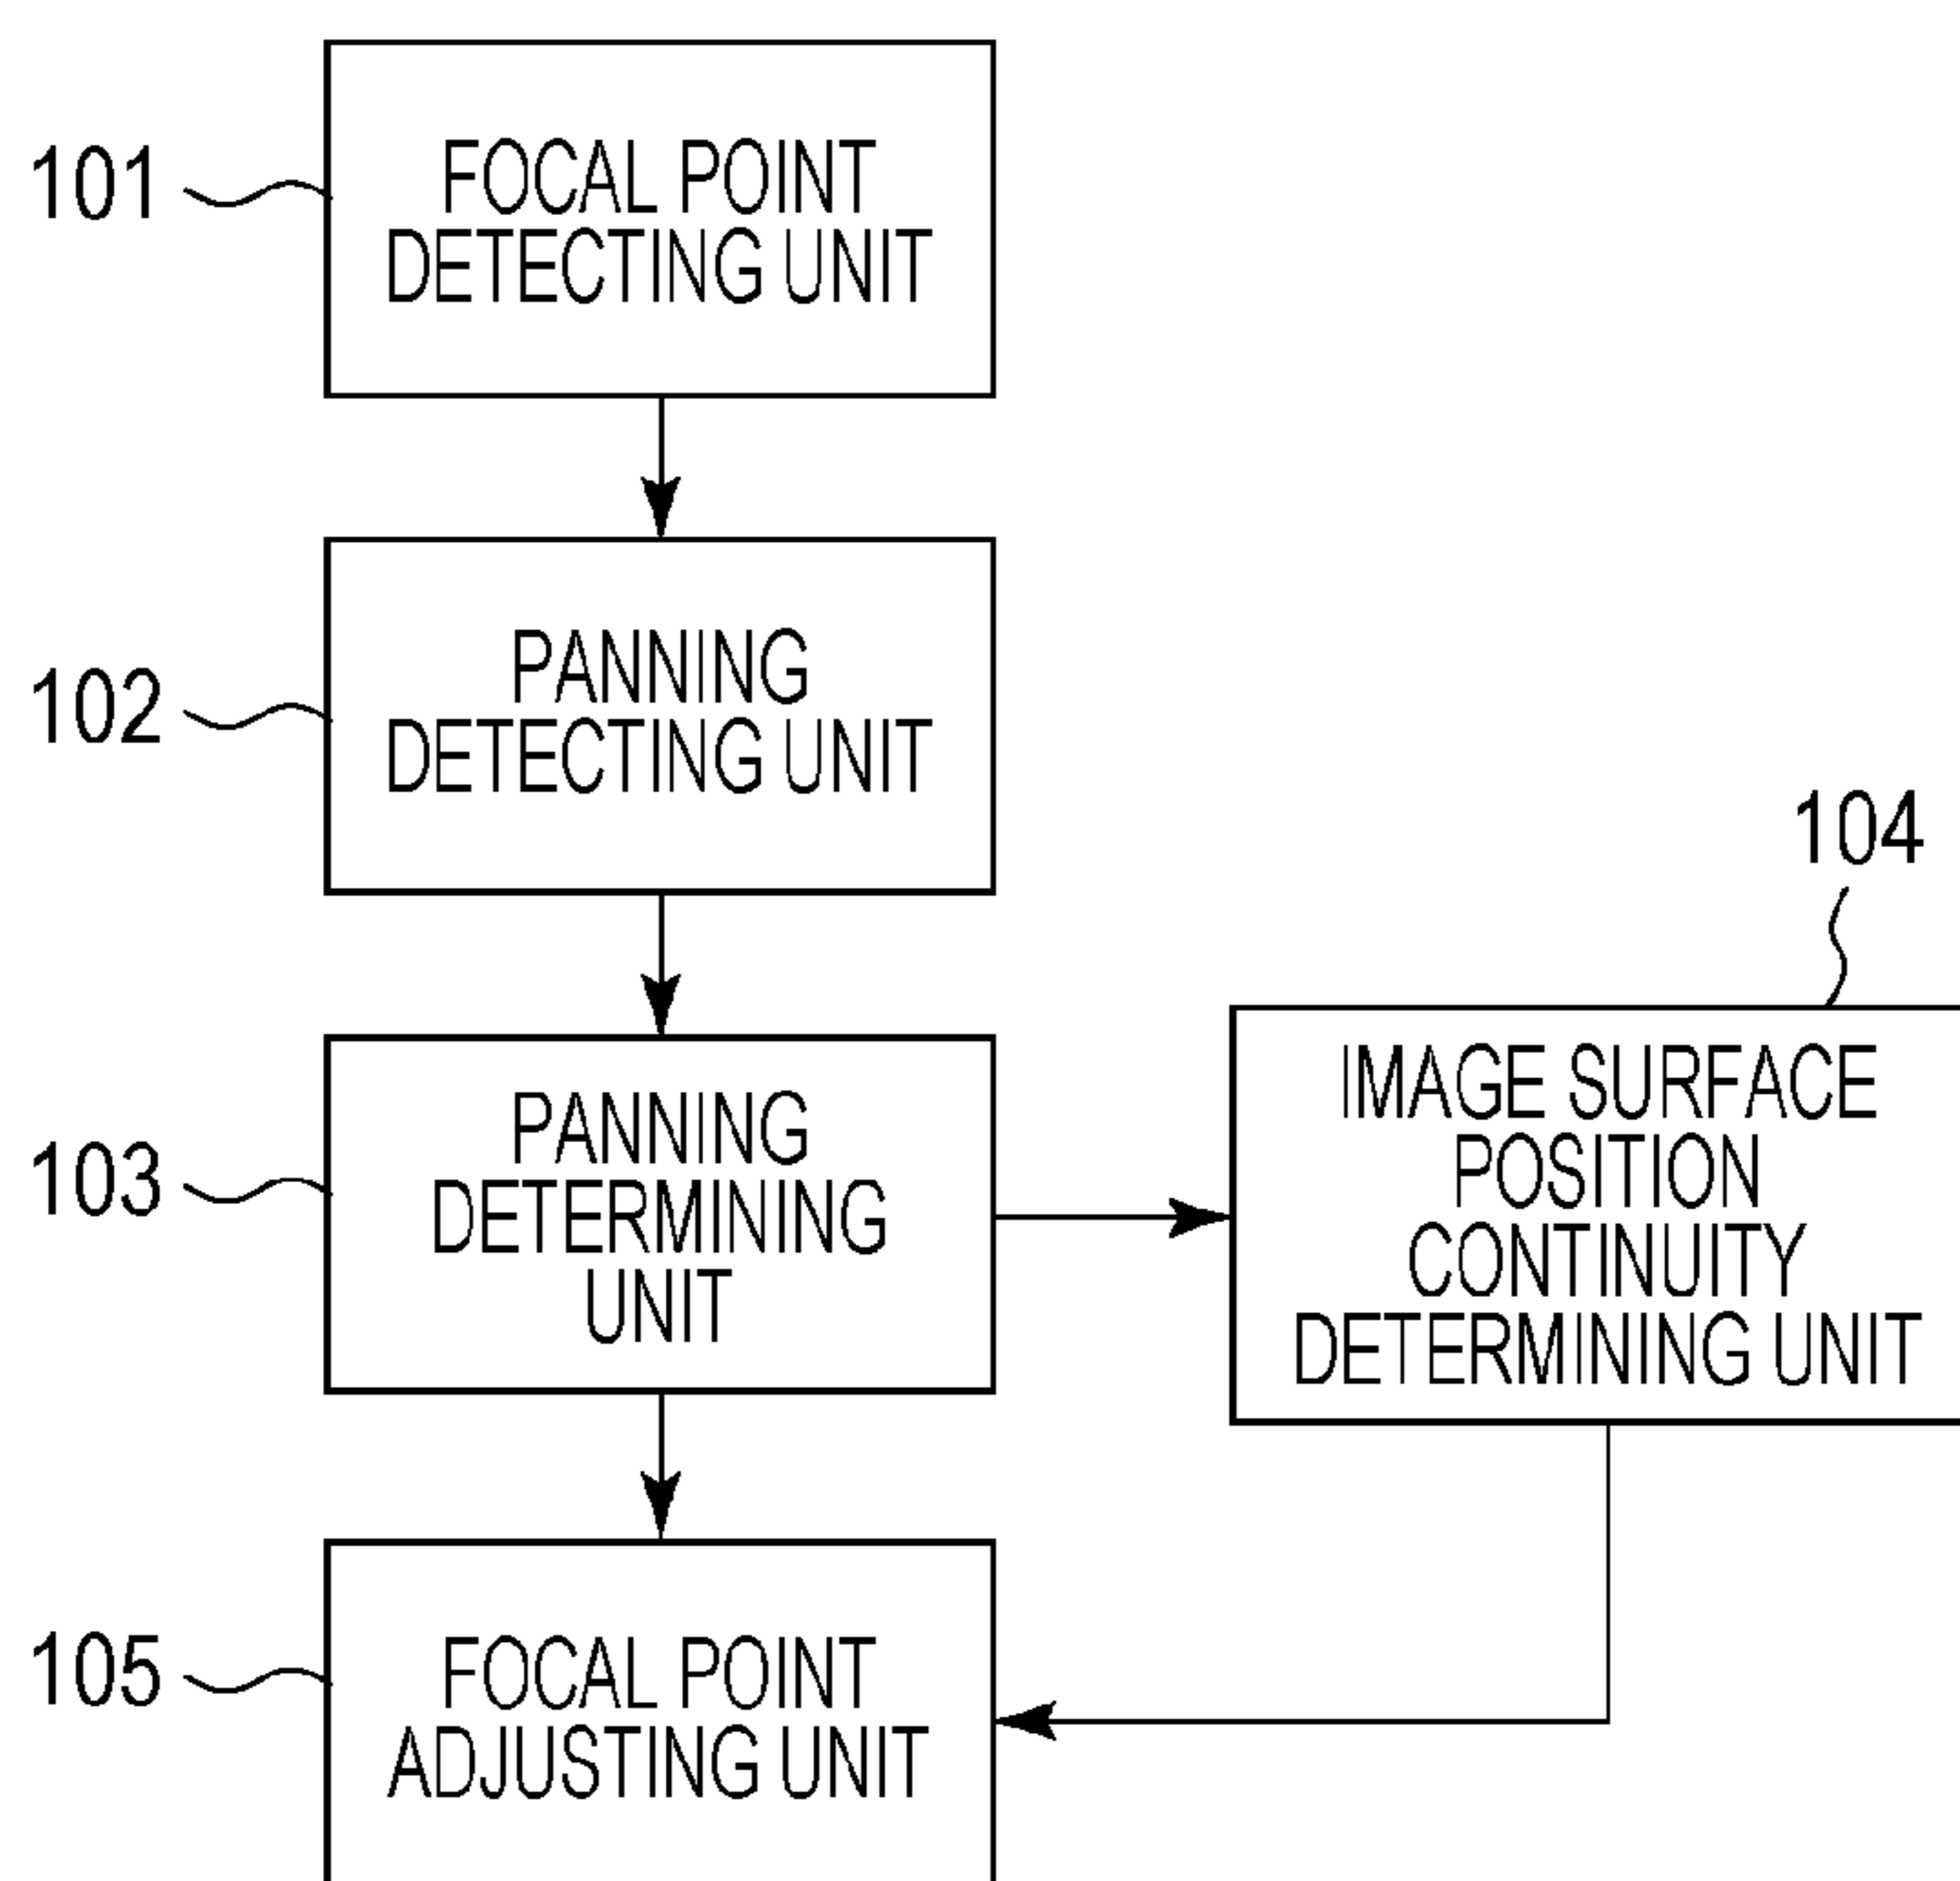 101
FOCAL POINT
DETECTING UNIT
102
PANNING
DETECTING UNIT
103
PANNING
DETERMINING
UNIT
104
IMAGE SURFACE
POSITION
CONTINUITY
DETERMINING UNIT
105
FOCAL POINT
ADJUSTING UNIT